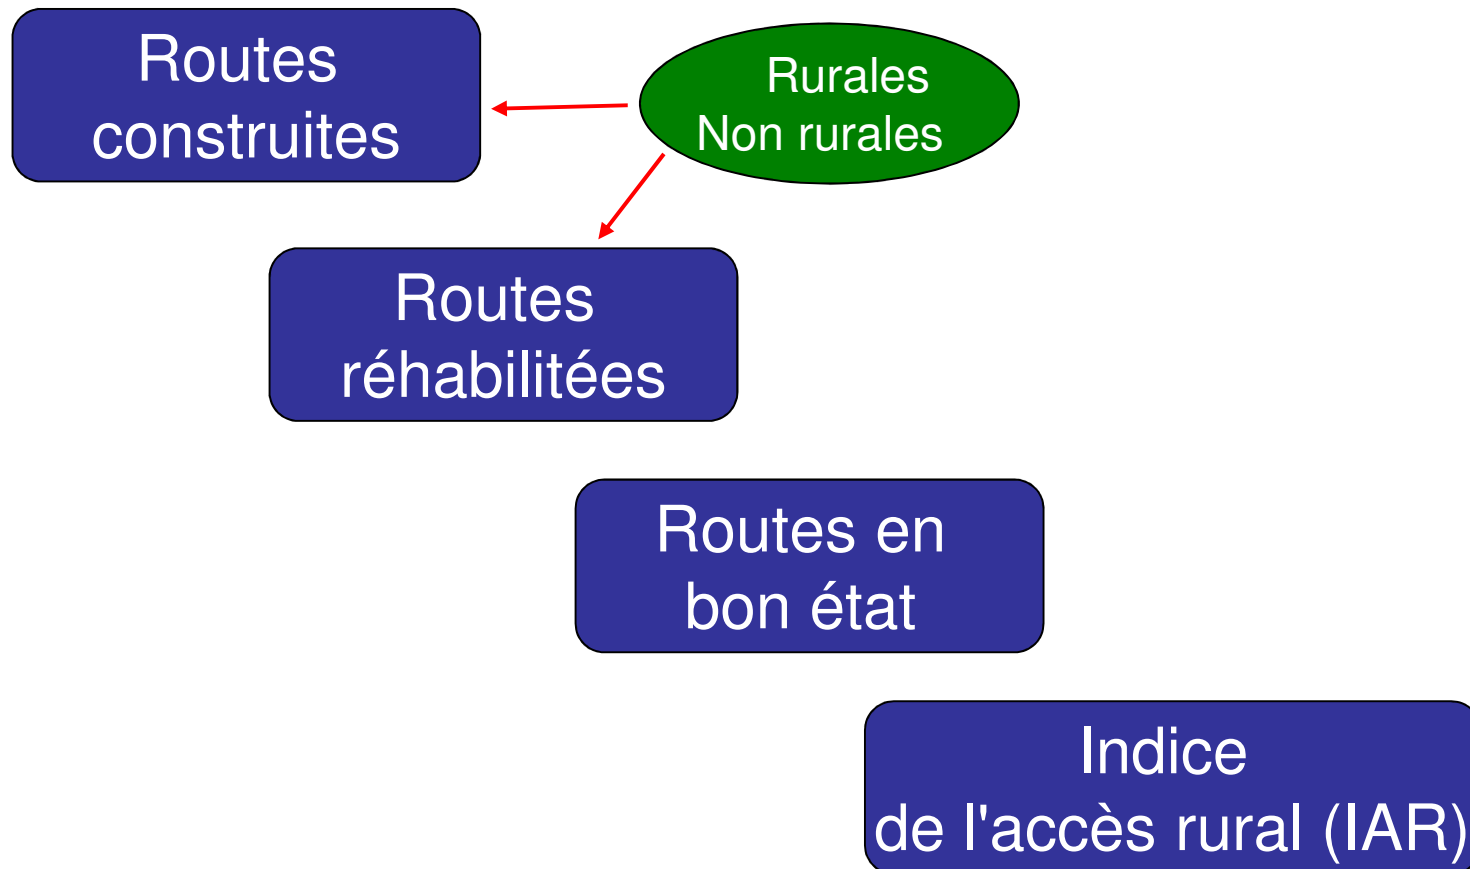 Routes
construites
Rurales
Non rurales
Routes
réhabilitées
Routes en
bon état
Indice
de l'accès rural (IAR)